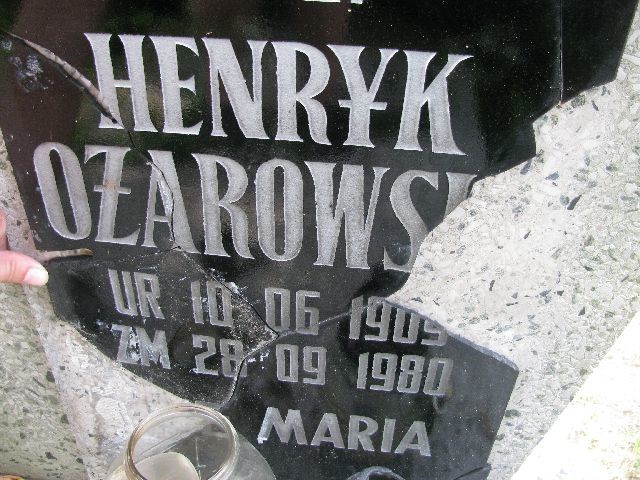 HENRYK
OŻAROWSK
UR 10 06 1909
ZM 28 09 1980
MARIA